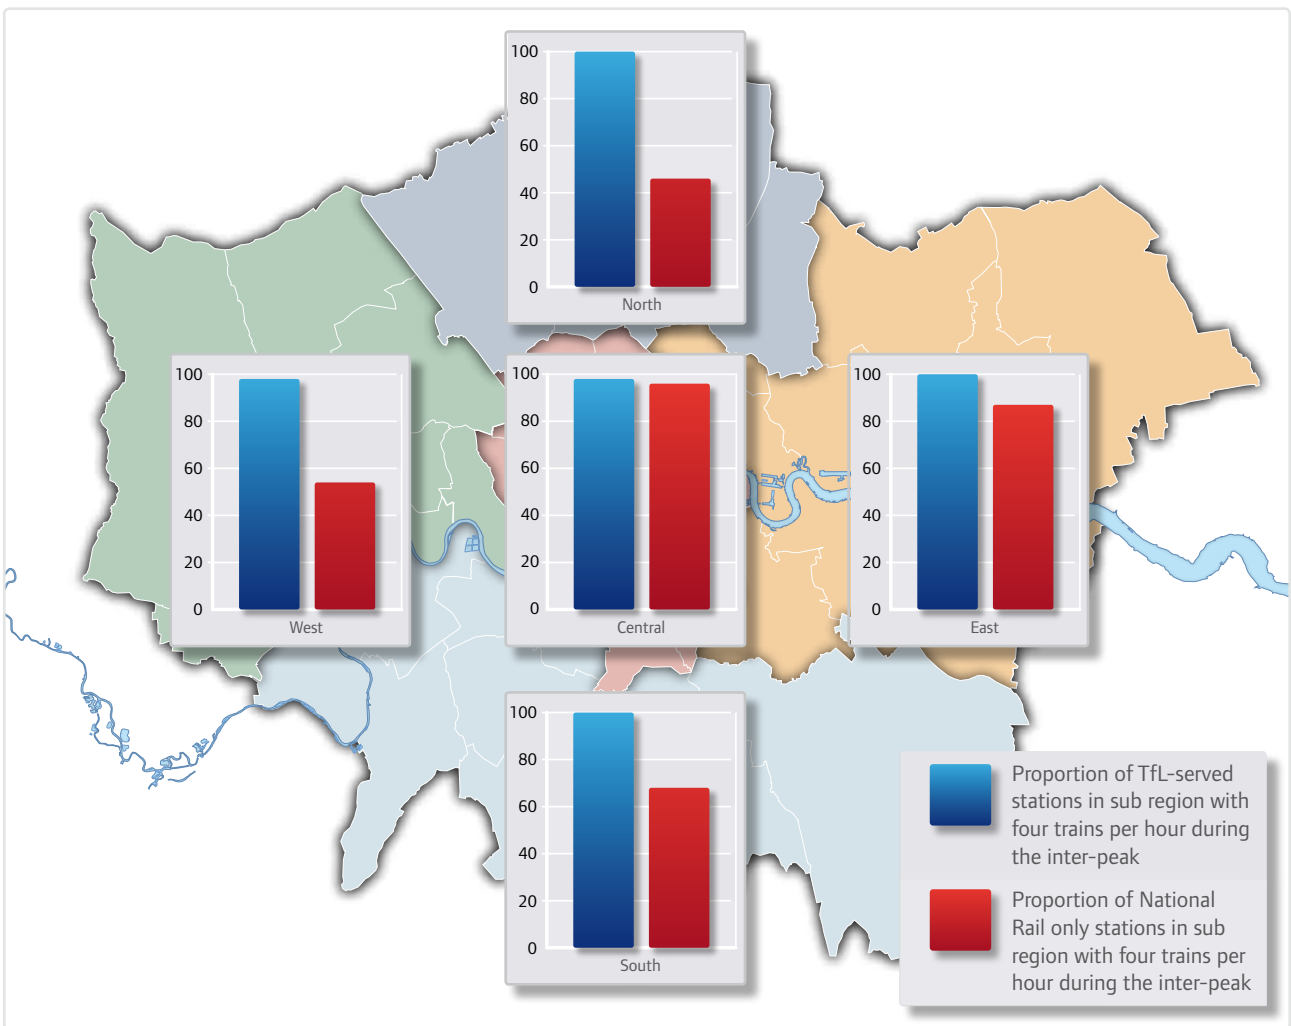 100
80
60
40
20
0
North
100
80
60
40
20
0
West
100
80
60
40
20
0
Central
100
80
60
40
20
0
East
100
80
60
40
20
0
South
Proportion of TfL-served
stations in sub region with
four trains per hour during
the inter-peak
Proportion of National
Rail only stations in sub
region with four trains per
hour during the inter-peak